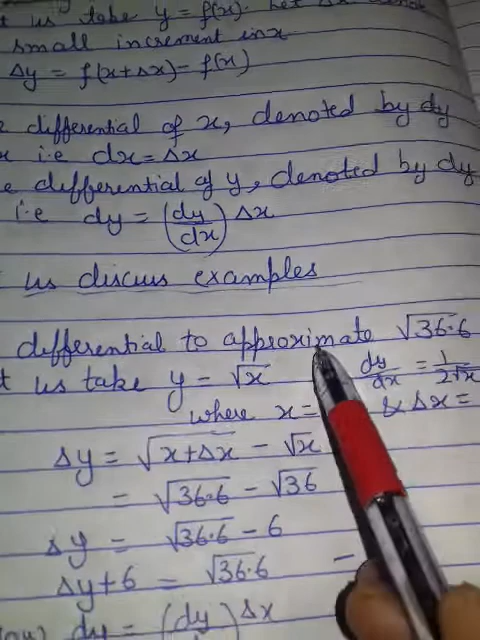 us take y = f(x). Let Δx
small increment in x
Δy = f(x+Δx) = f(x)
differential of x, denoted by dy
i.e dx = Δx
differential of y, denoted by dy
i.e dy = (dy/dx) Δx
us discuss examples
differential to approximate √36.6
us take y = √x dy/dx = 1/2√x
where x = & Δx =
Δy = √x+Δx - √x
= √36.6 - √36
Δy = √36.6 - 6
Δy + 6 = √36.6 -
dy = (dy Δx